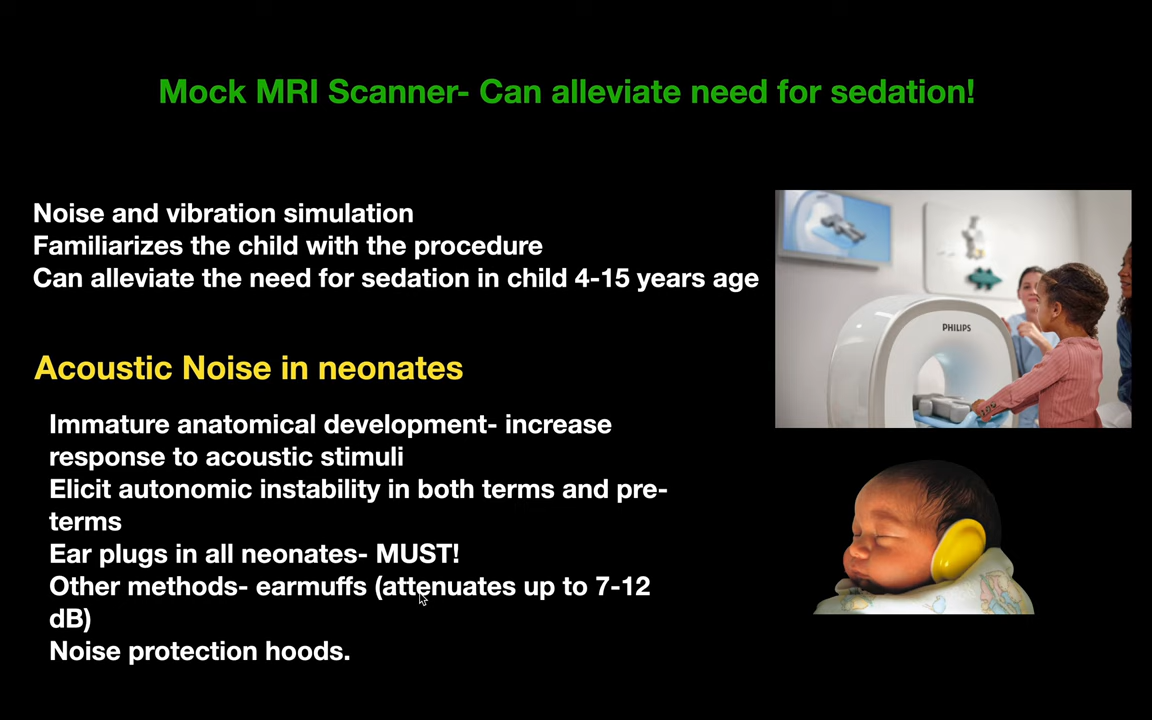 Mock MRI Scanner- Can alleviate need for sedation!
Noise and vibration simulation
Familiarizes the child with the procedure
Can alleviate the need for sedation in child 4-15 years age
PHILIPS
Acoustic Noise in neonates
Immature anatomical development- increase
response to acoustic stimuli
Elicit autonomic instability in both terms and pre-
terms
Ear plugs in all neonates- MUST!
Other methods- earmuffs (attenuates up to 7-12
dB)
Noise protection hoods.